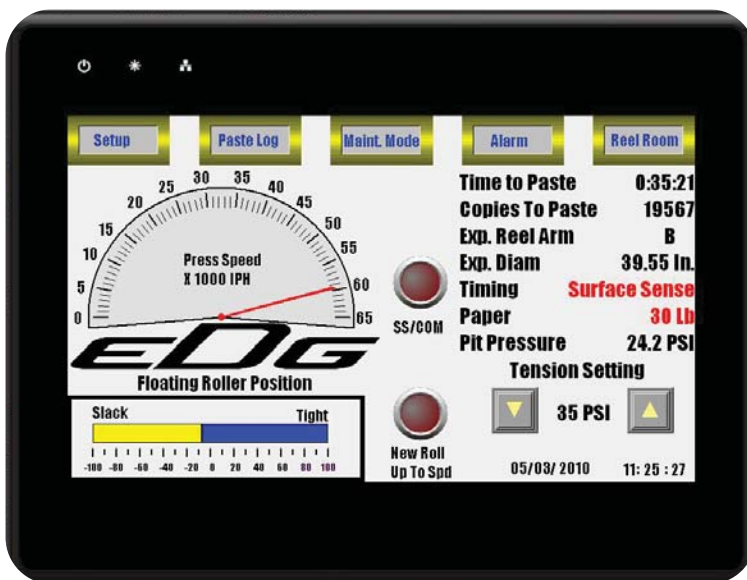 Setup Paste Log Maint. Mode Alarm Reel Room
0 5 10 15 20 25 30 35 40 45 50 55 60 65
Press Speed
X 1000 IPH
EDG
Floating Roller Position
Slack Tight
-100 -80 -60 -40 -20 0 20 40 60 80 100
SS/COM
New Roll
Up To Spd
Time to Paste 0:35:21
Copies To Paste 19567
Exp. Reel Arm B
Exp. Diam 39.55 In.
Timing Surface Sense
Paper 30 Lb
Pit Pressure 24.2 PSI
Tension Setting
35 PSI
05/03/2010 11:25:27